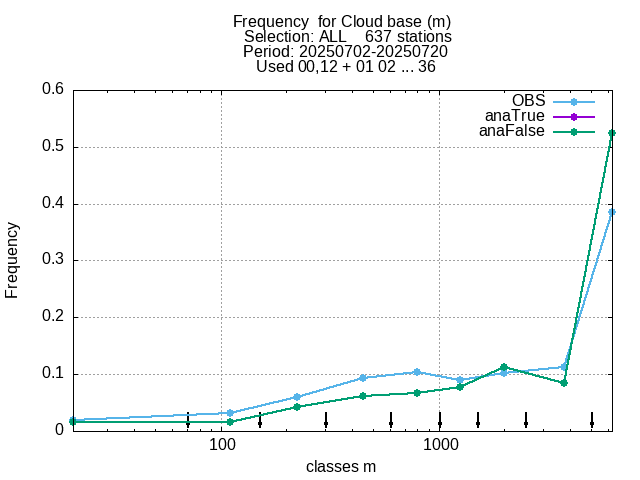 Frequency  for Cloud base (m)
Selection: ALL    637 stations
Period: 20250702-20250720
Used 00,12 + 01 02 ... 36
OBS
anaTrue
anaFalse
0.6
0.5
0.4
0.3
0.2
0.1
0
Frequency
100
1000
classes m